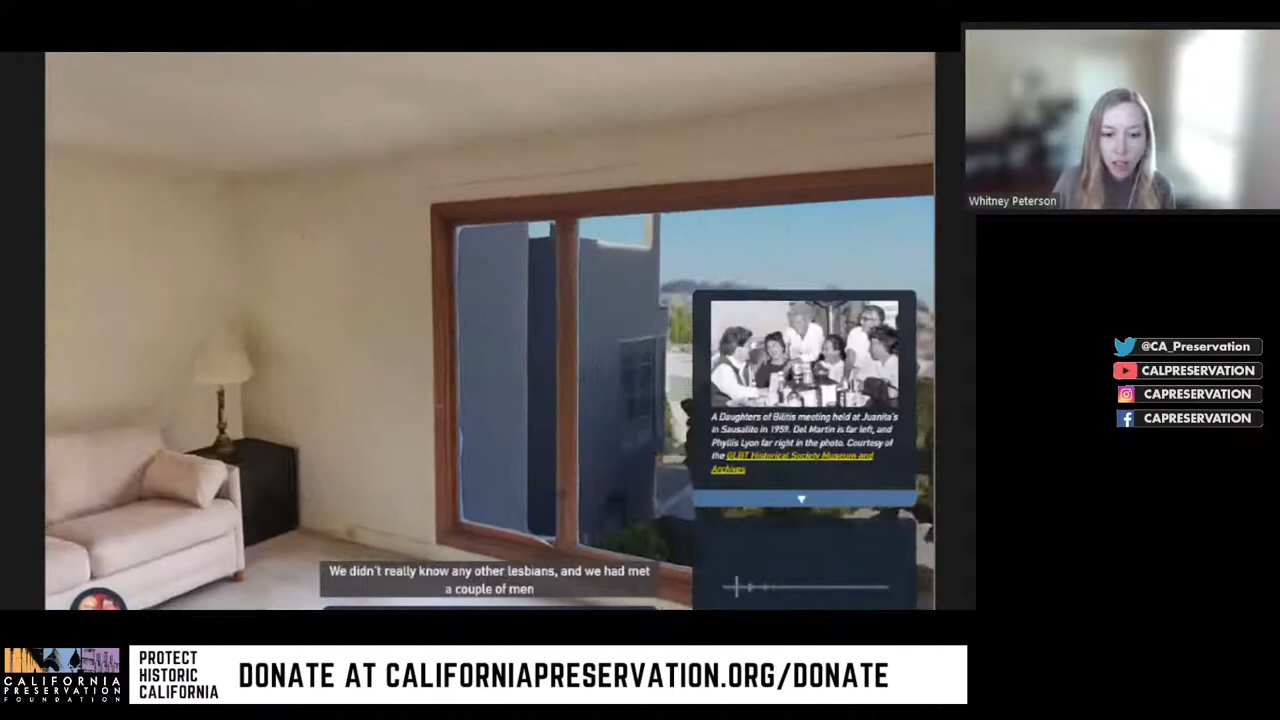 Whitney Peterson
A Daughters of Bilitis meeting held at Juanita's
in Sausalito in 1959. Del Martin is far left, and
Phyllis Lyon far right in the photo. Courtesy of
the GLBT Historical Society Museum and
Archives
We didn't really know any other lesbians, and we had met
a couple of men
@CA_Preservation
CALPRESERVATION
CAPRESERVATION
CAPRESERVATION
CALIFORNIA
PRESERVATION
FOUNDATION
PROTECT
HISTORIC
CALIFORNIA
DONATE AT CALIFORNIAPRESERVATION.ORG/DONATE